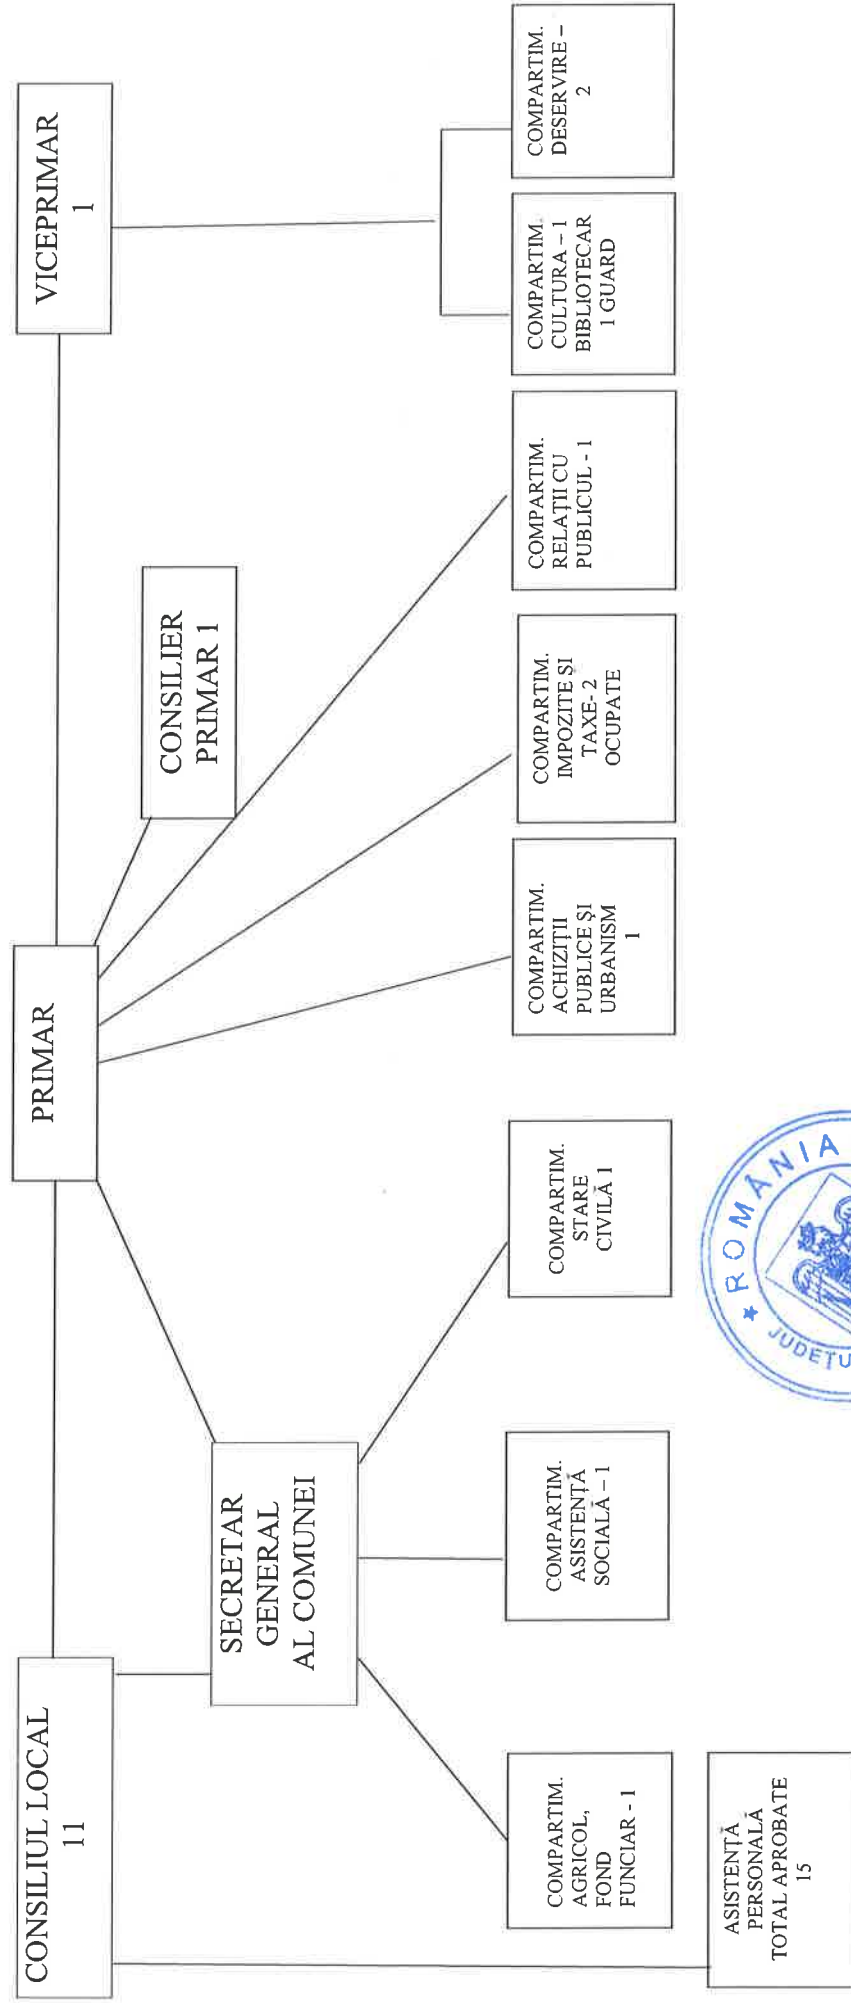 CONSILIUL LOCAL
11
PRIMAR
VICEPRIMAR
1
CONSILIER
PRIMAR 1
SECRETAR
GENERAL
AL COMUNEI
COMPARTIM.
AGRICOL,
FOND
FUNCIAR - 1
COMPARTIM.
ASISTENȚĂ
SOCIALĂ – 1
COMPARTIM.
STARE
CIVILĂ 1
COMPARTIM.
ACHIZIȚII
PUBLICE ȘI
URBANISM
1
COMPARTIM.
IMPOZITE ȘI
TAXE- 2
OCUPATE
COMPARTIM.
RELAȚII CU
PUBLICUL - 1
COMPARTIM.
CULTURA – 1
BIBLIOTECAR
1 GUARD
COMPARTIM.
DESERVIRE –
2
ASISTENȚĂ
PERSONALĂ
TOTAL APROBATE
15
ROMÂNIA